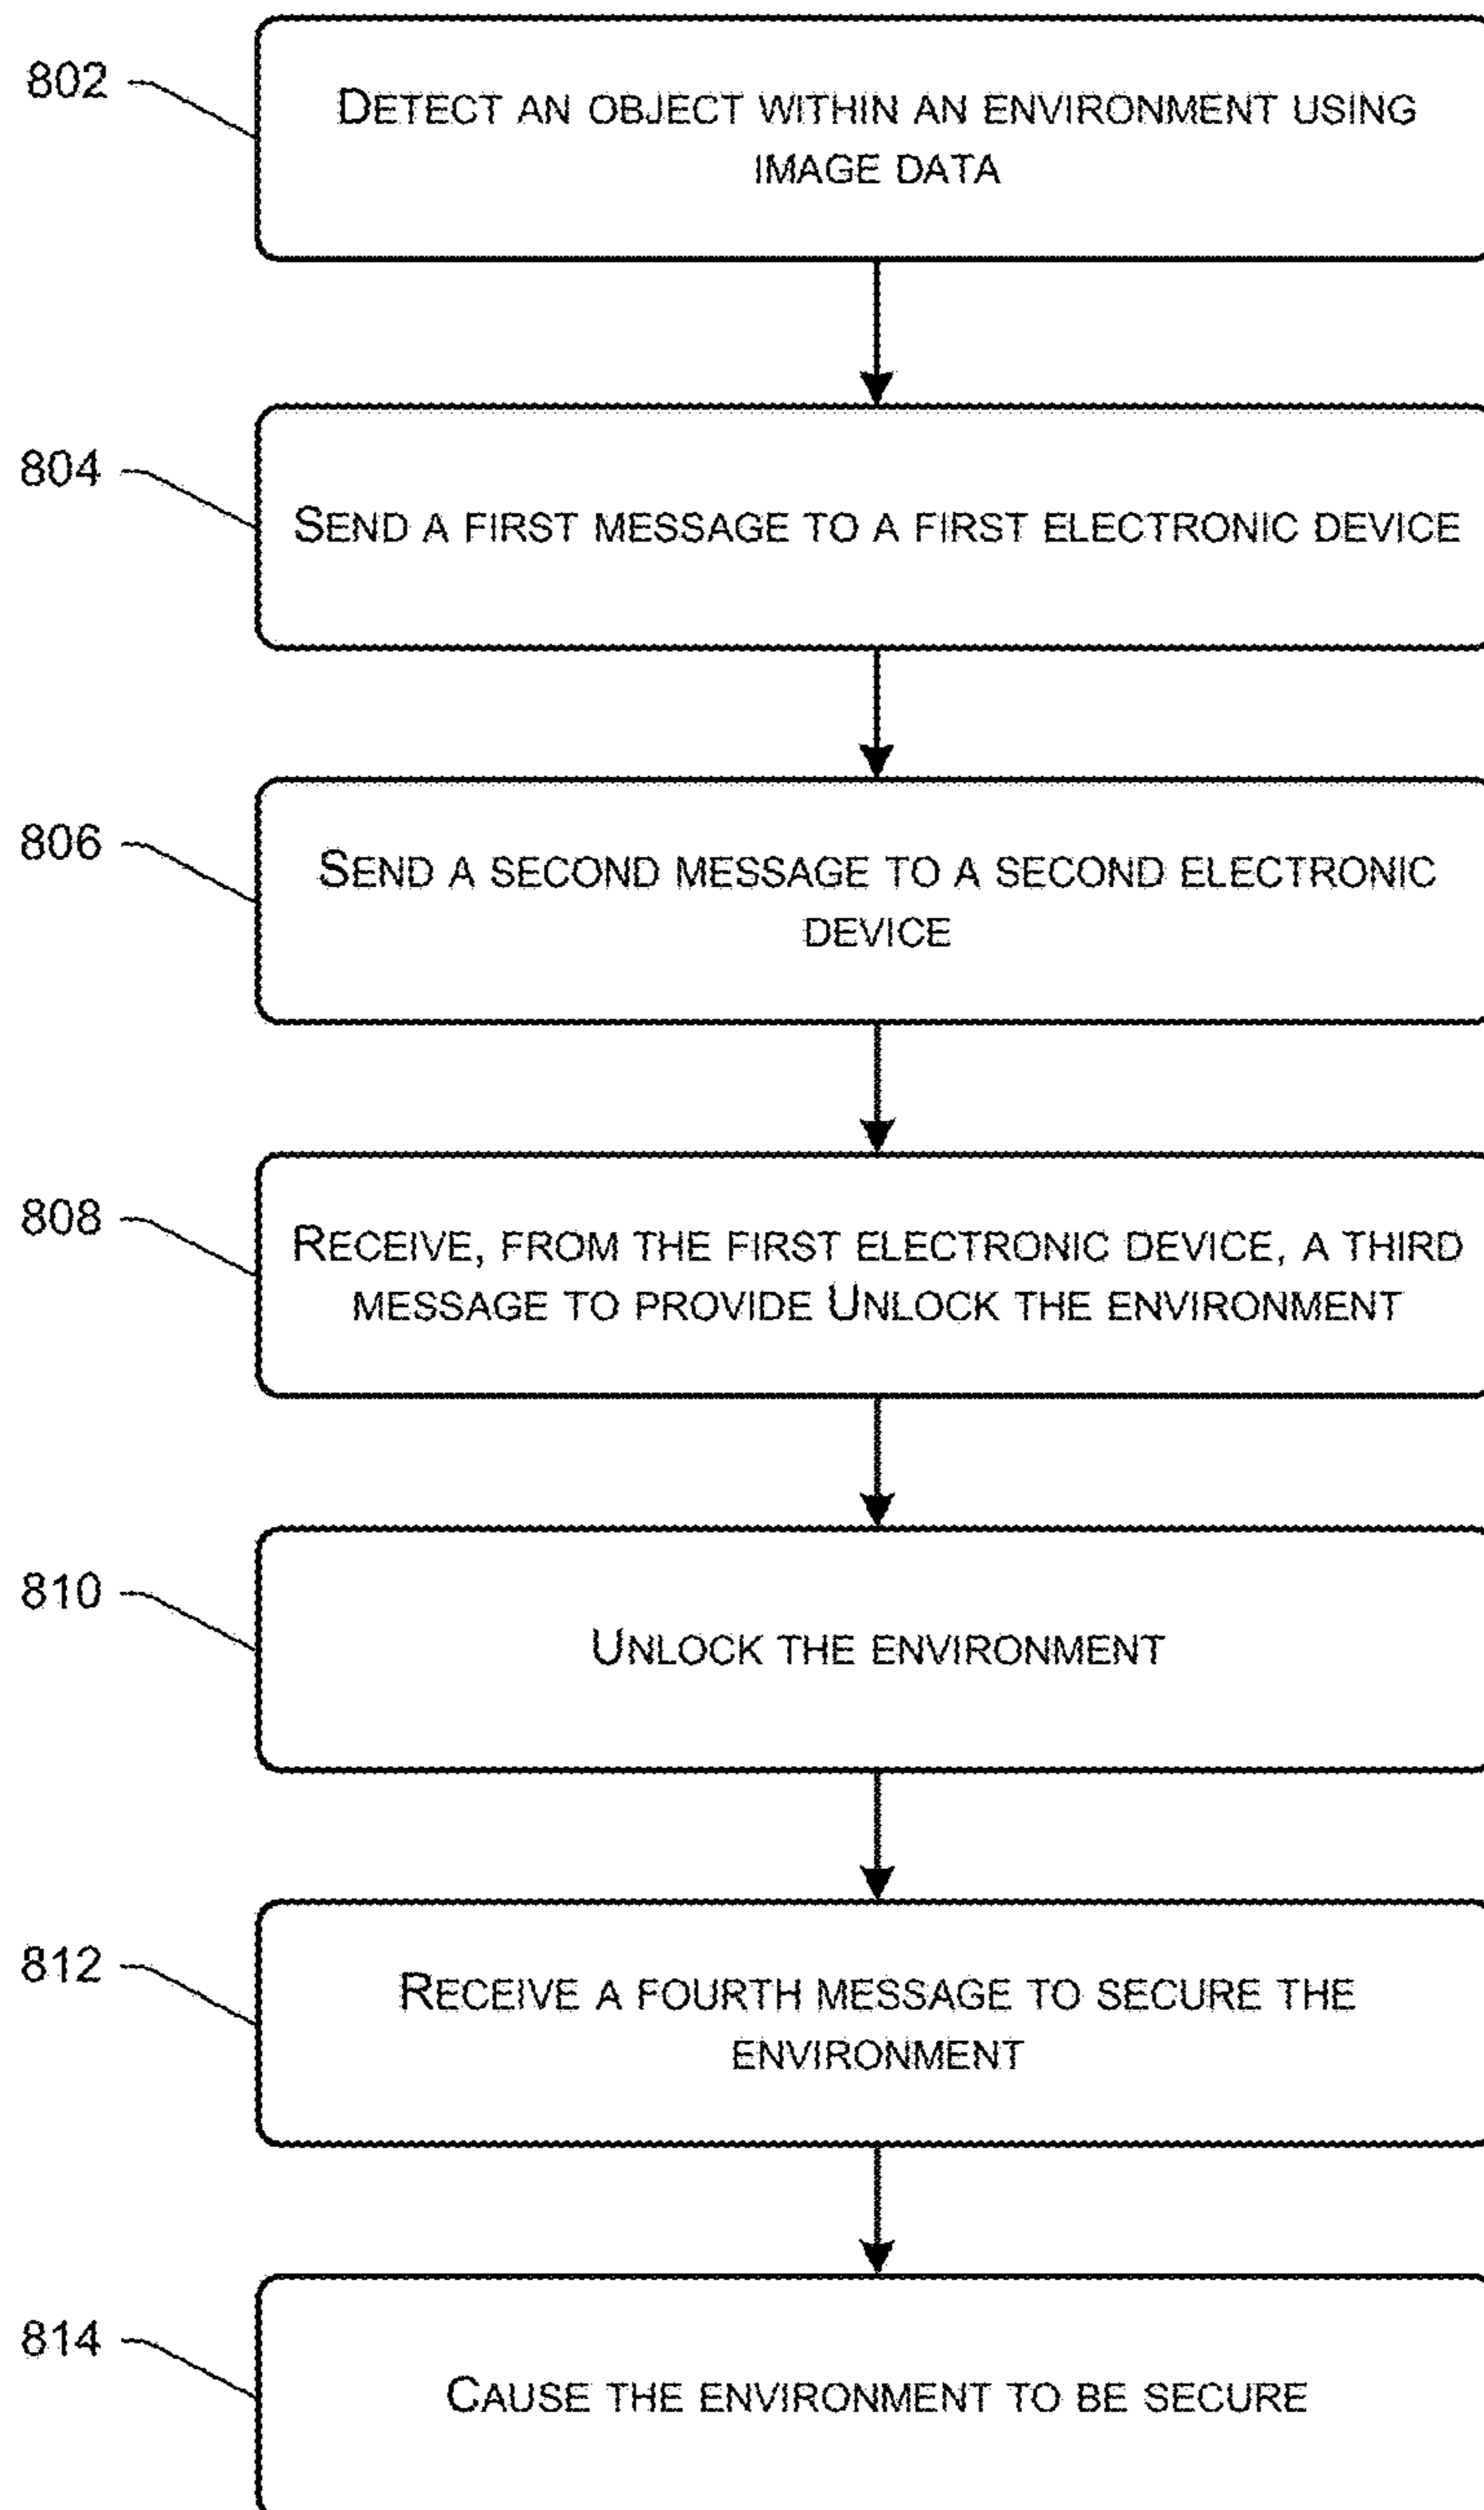 802
DETECT AN OBJECT WITHIN AN ENVIRONMENT USING
IMAGE DATA
804
SEND A FIRST MESSAGE TO A FIRST ELECTRONIC DEVICE
806
SEND A SECOND MESSAGE TO A SECOND ELECTRONIC
DEVICE
808
RECEIVE, FROM THE FIRST ELECTRONIC DEVICE, A THIRD
MESSAGE TO PROVIDE UNLOCK THE ENVIRONMENT
810
UNLOCK THE ENVIRONMENT
812
RECEIVE A FOURTH MESSAGE TO SECURE THE
ENVIRONMENT
814
CAUSE THE ENVIRONMENT TO BE SECURE